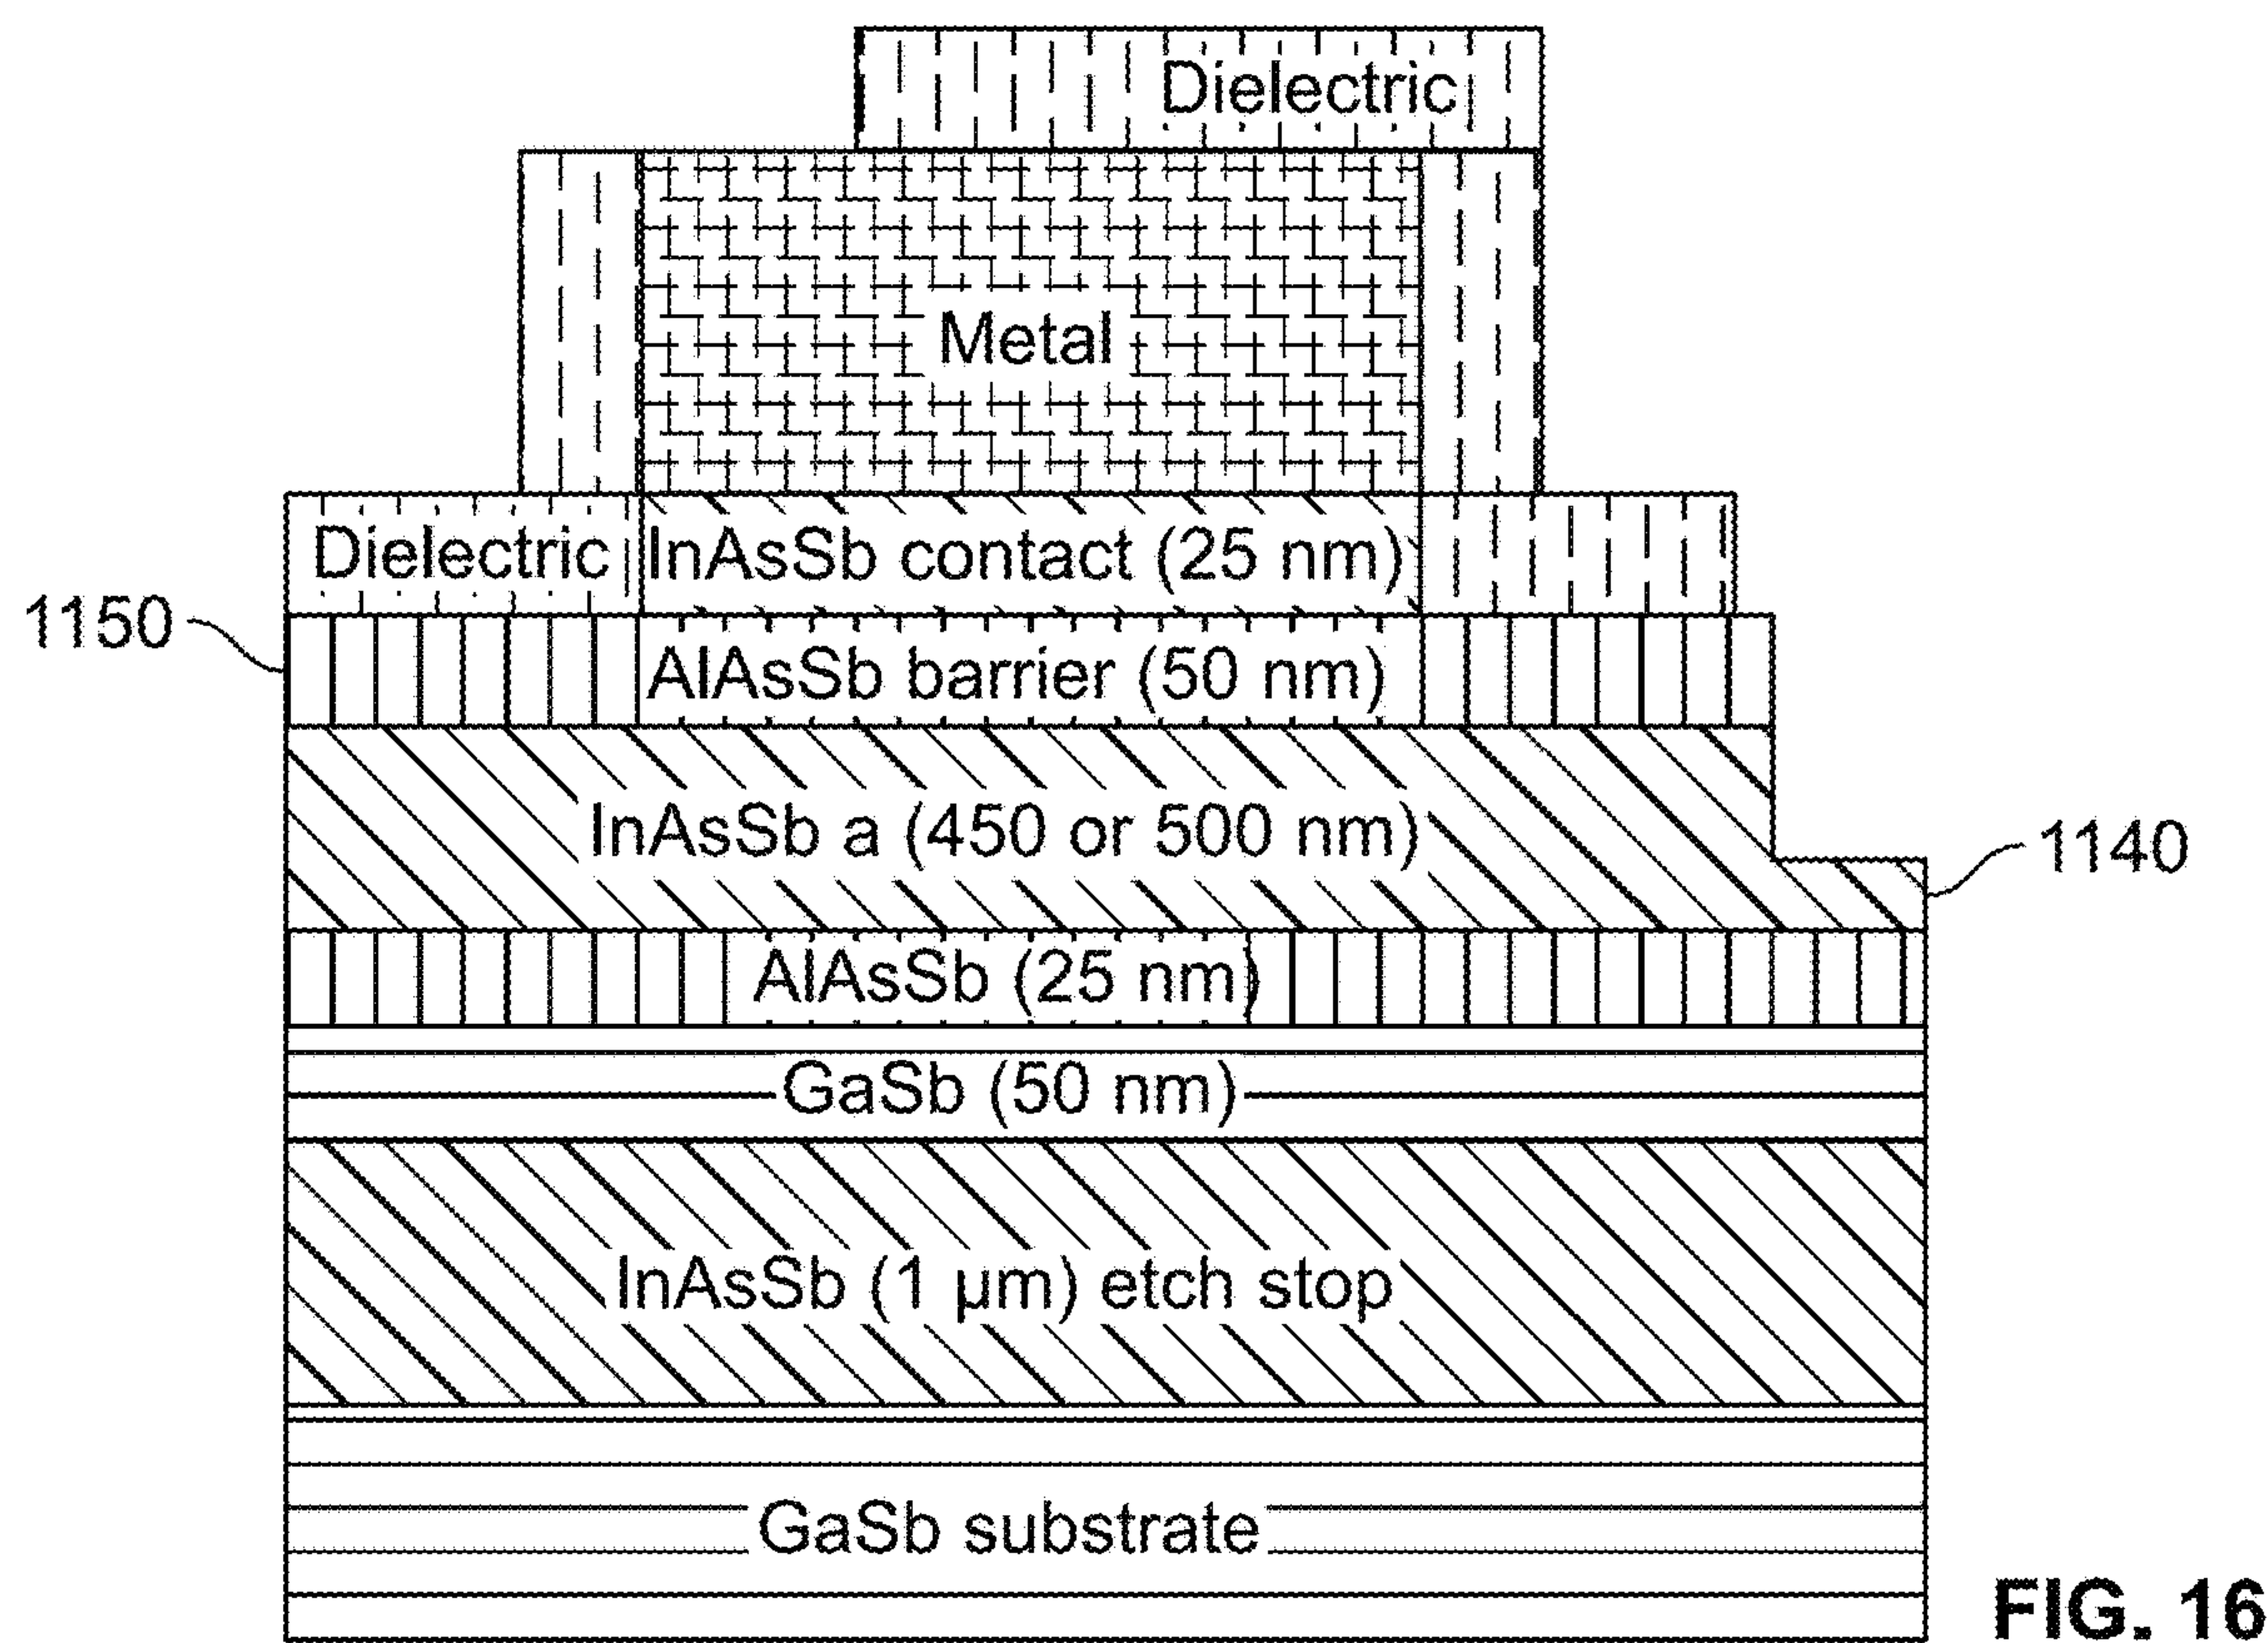 Dielectric
Metal
Dielectric InAsSb contact (25 nm)
1150
AlAsSb barrier (50 nm)
InAsSb a (450 or 500 nm)
1140
AlAsSb (25 nm)
GaSb (50 nm)
InAsSb (1 µm) etch stop
GaSb substrate
FIG. 16